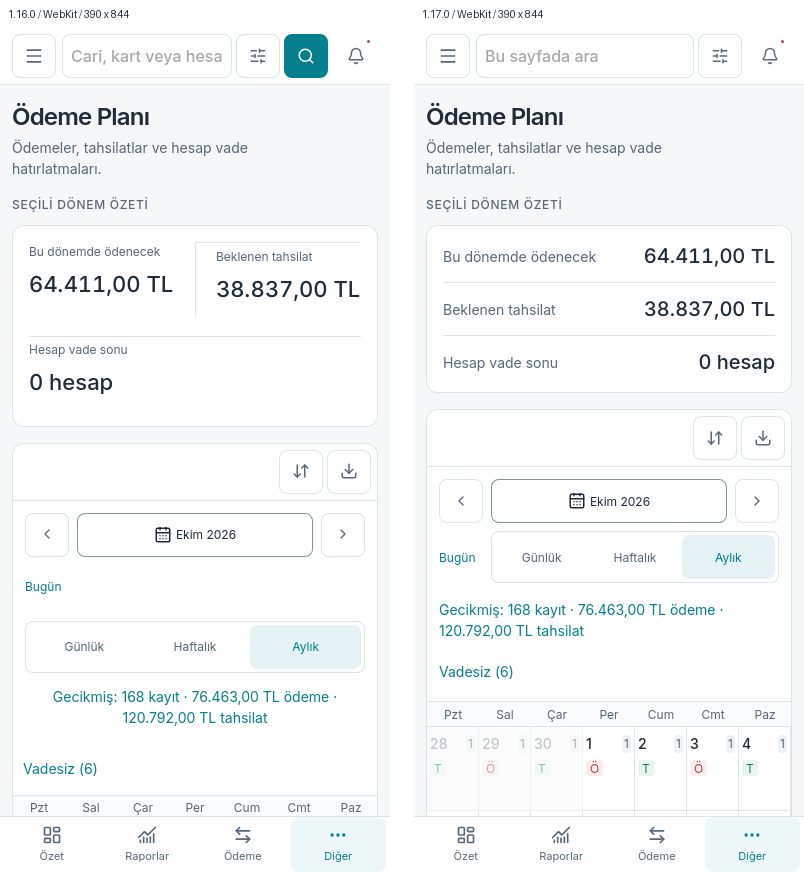 1.16.0 / WebKit / 390 x 844
Cari, kart veya hesa
Ödeme Planı
Ödemeler, tahsilatlar ve hesap vade
hatırlatmaları.
SEÇİLİ DÖNEM ÖZETİ
Bu dönemde ödenecek
64.411,00 TL
Beklenen tahsilat
38.837,00 TL
Hesap vade sonu
0 hesap
Ekim 2026
Bugün
Günlük Haftalık Aylık
Gecikmiş: 168 kayıt · 76.463,00 TL ödeme ·
120.792,00 TL tahsilat
Vadesiz (6)
Pzt Sal Çar Per Cum Cmt Paz
Özet Raporlar Ödeme Diğer
1.17.0 / WebKit / 390 x 844
Bu sayfada ara
Ödeme Planı
Ödemeler, tahsilatlar ve hesap vade
hatırlatmaları.
SEÇİLİ DÖNEM ÖZETİ
Bu dönemde ödenecek 64.411,00 TL
Beklenen tahsilat 38.837,00 TL
Hesap vade sonu 0 hesap
Ekim 2026
Bugün Günlük Haftalık Aylık
Gecikmiş: 168 kayıt · 76.463,00 TL ödeme ·
120.792,00 TL tahsilat
Vadesiz (6)
Pzt Sal Çar Per Cum Cmt Paz
28 1 29 1 30 1 1 1 2 1 3 1 4 1
T Ö T Ö T Ö T
Özet Raporlar Ödeme Diğer